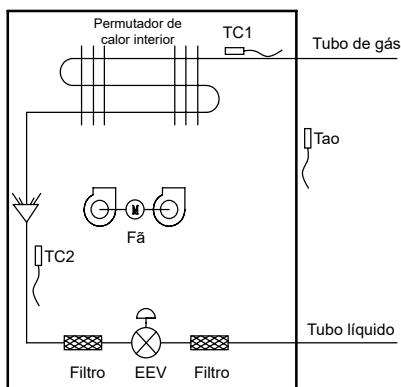 Permutador de
calor interior
TC1
Tubo de gás
Tao
M
Fã
TC2
Tubo líquido
Filtro
EEV
Filtro